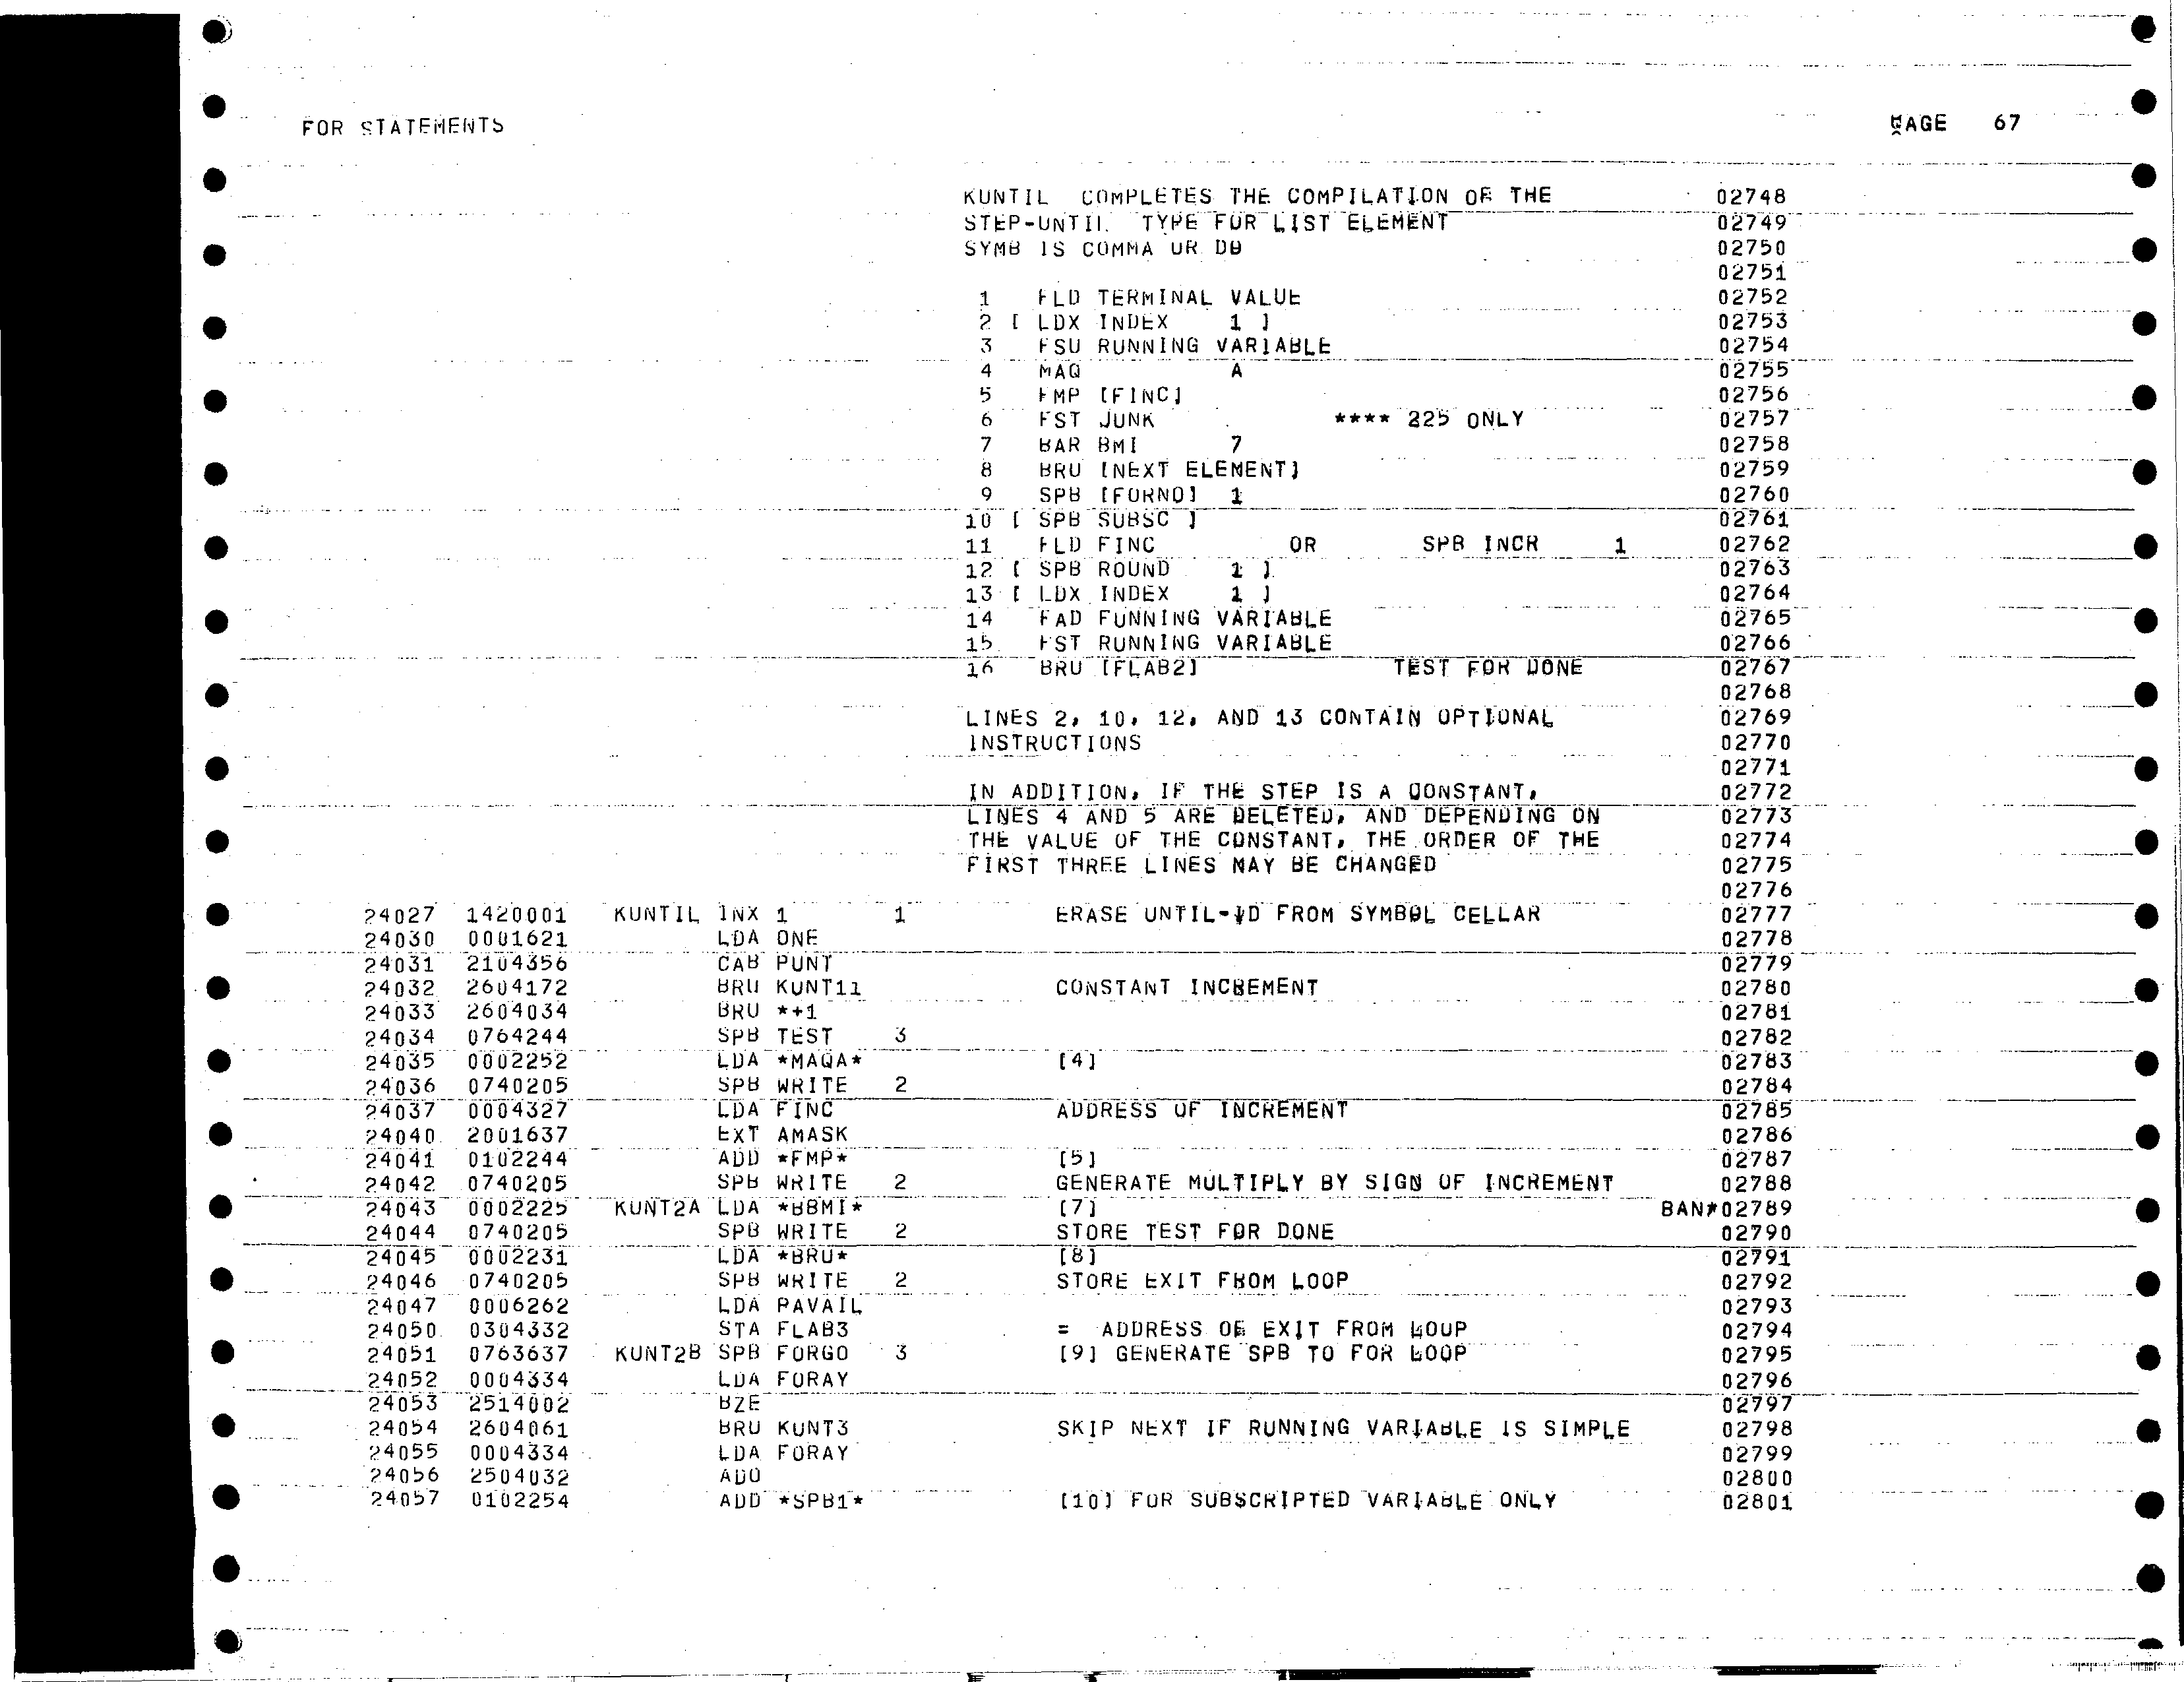 FOR STATEMENTS PAGE 67
KUNTIL COMPLETES THE COMPILATION OF THE 02748
STEP-UNTIL TYPE FOR LIST ELEMENT 02749
SYMB IS COMMA OR DO 02750
02751
1 FLD TERMINAL VALUE 02752
2 [ LDX INDEX 1 ] 02753
3 FSU RUNNING VARIABLE 02754
4 MAQ A 02755
5 FMP [FINC] 02756
6 FST JUNK **** 225 ONLY 02757
7 BAR BMI 7 02758
8 BRU [NEXT ELEMENT] 02759
9 SPB [FORNO] 1 02760
10 [ SPB SUBSC ] 02761
11 FLD FINC OR SPB INCR 1 02762
12 [ SPB ROUND 1 ] 02763
13 [ LDX INDEX 1 ] 02764
14 FAD FUNNING VARIABLE 02765
15 FST RUNNING VARIABLE 02766
16 BRU [FLAB2] TEST FOR DONE 02767
02768
LINES 2, 10, 12, AND 13 CONTAIN OPTIONAL 02769
INSTRUCTIONS 02770
02771
IN ADDITION, IF THE STEP IS A CONSTANT, 02772
LINES 4 AND 5 ARE DELETED, AND DEPENDING ON 02773
THE VALUE OF THE CONSTANT, THE ORDER OF THE 02774
FIRST THREE LINES MAY BE CHANGED 02775
02776
24027 1420001 KUNTIL INX 1 1 ERASE UNTIL-ID FROM SYMBOL CELLAR 02777
24030 0001621 LDA ONE 02778
24031 2104356 CAB PUNT 02779
24032 2604172 BRU KUNT11 CONSTANT INCREMENT 02780
24033 2604034 BRU *+1 02781
24034 0764244 SPB TEST 3 02782
24035 0002252 LDA *MAQA* [4] 02783
24036 0740205 SPB WRITE 2 02784
24037 0004327 LDA FINC ADDRESS OF INCREMENT 02785
24040 2001637 EXT AMASK 02786
24041 0102244 ADD *FMP* [5] 02787
24042 0740205 SPB WRITE 2 GENERATE MULTIPLY BY SIGN OF INCREMENT 02788
24043 0002225 KUNT2A LDA *BBMI* [7] BAN*02789
24044 0740205 SPB WRITE 2 STORE TEST FOR DONE 02790
24045 0002231 LDA *BRU* [8] 02791
24046 0740205 SPB WRITE 2 STORE EXIT FROM LOOP 02792
24047 0006262 LDA PAVAIL 02793
24050 0304332 STA FLAB3 = ADDRESS OF EXIT FROM LOOP 02794
24051 0763637 KUNT2B SPB FORGO 3 [9] GENERATE SPB TO FOR LOOP 02795
24052 0004334 LDA FORAY 02796
24053 2514002 BZE 02797
24054 2604061 BRU KUNT3 SKIP NEXT IF RUNNING VARIABLE IS SIMPLE 02798
24055 0004334 LDA FORAY 02799
24056 2504032 ADO 02800
24057 0102254 ADD *SPB1* [10] FOR SUBSCRIPTED VARIABLE ONLY 02801